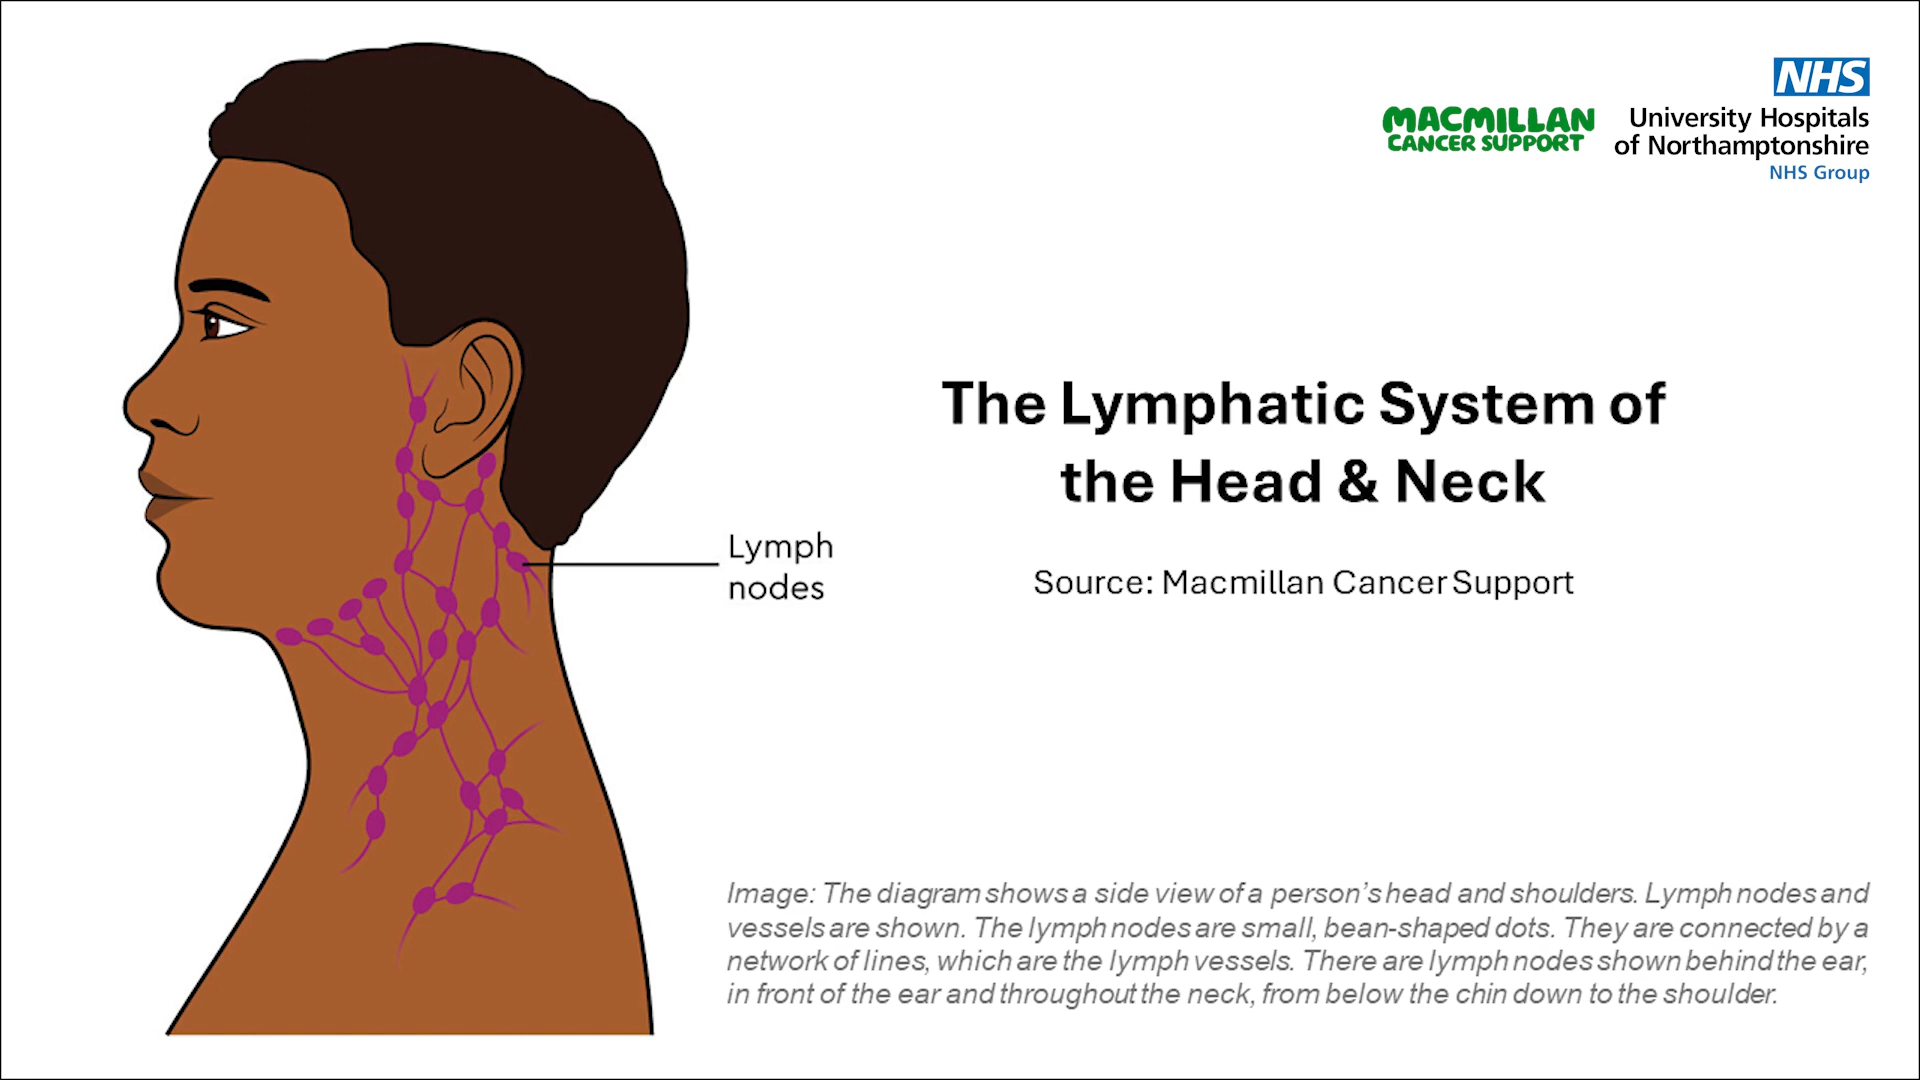 NHS
MACMILLAN
CANCER SUPPORT
University Hospitals
of Northamptonshire
NHS Group
The Lymphatic System of
the Head & Neck
Source: Macmillan Cancer Support
Lymph
nodes
Image: The diagram shows a side view of a person's head and shoulders. Lymph nodes and
vessels are shown. The lymph nodes are small, bean-shaped dots. They are connected by a
network of lines, which are the lymph vessels. There are lymph nodes shown behind the ear,
in front of the ear and throughout the neck, from below the chin down to the shoulder.